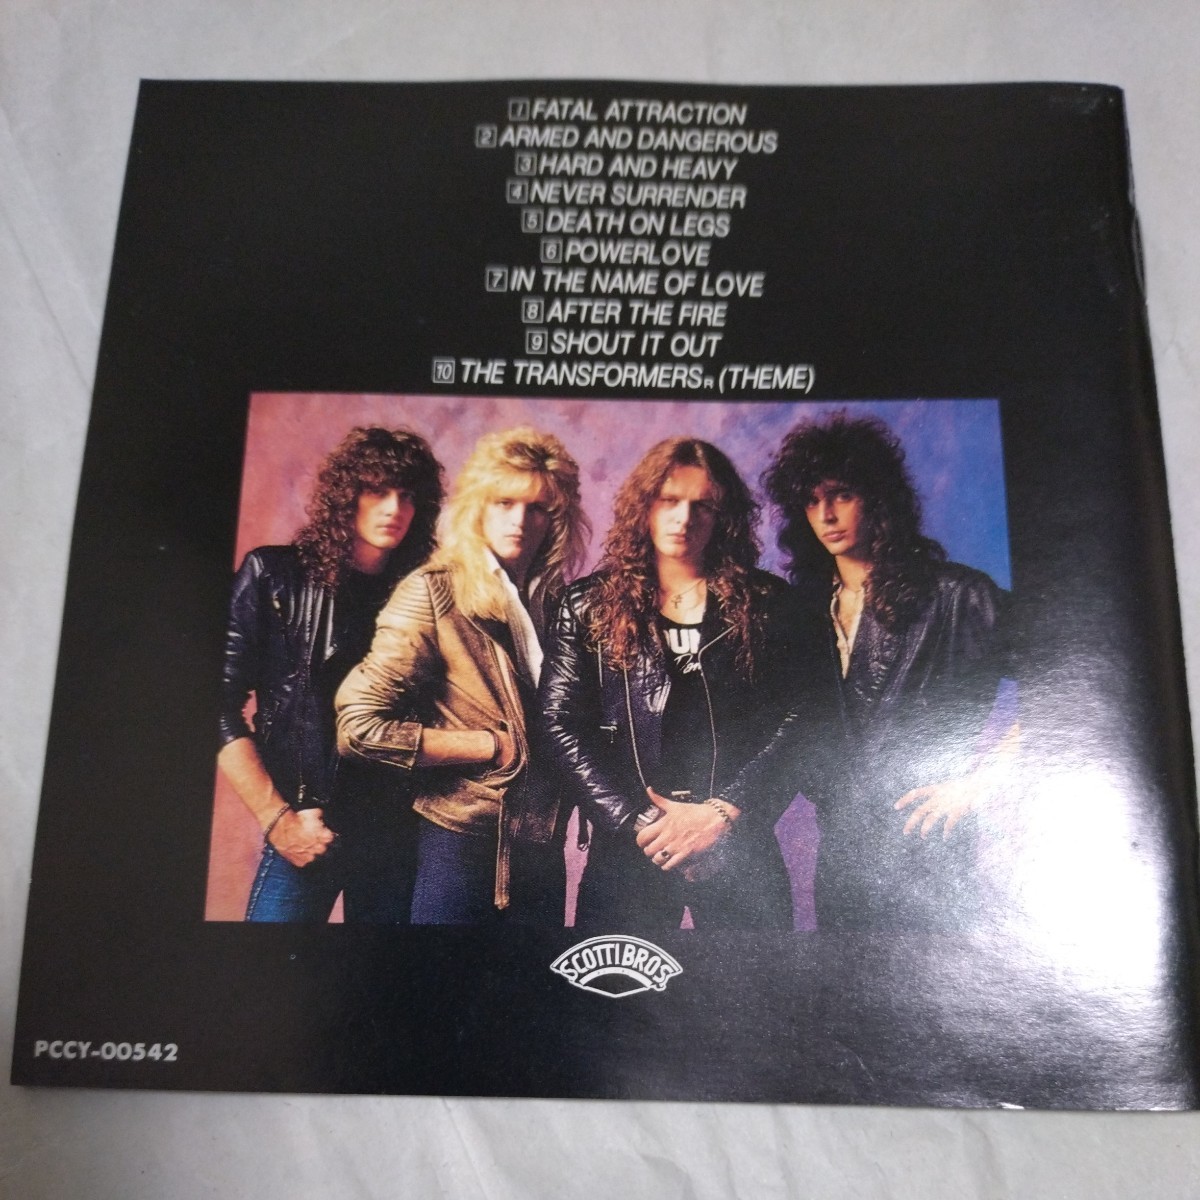 1 FATAL ATTRACTION
2 ARMED AND DANGEROUS
3 HARD AND HEAVY
4 NEVER SURRENDER
5 DEATH ON LEGS
6 POWERLOVE
7 IN THE NAME OF LOVE
8 AFTER THE FIRE
9 SHOUT IT OUT
10 THE TRANSFORMERS R (THEME)
SCOTTI BROS.
PCCY-00542